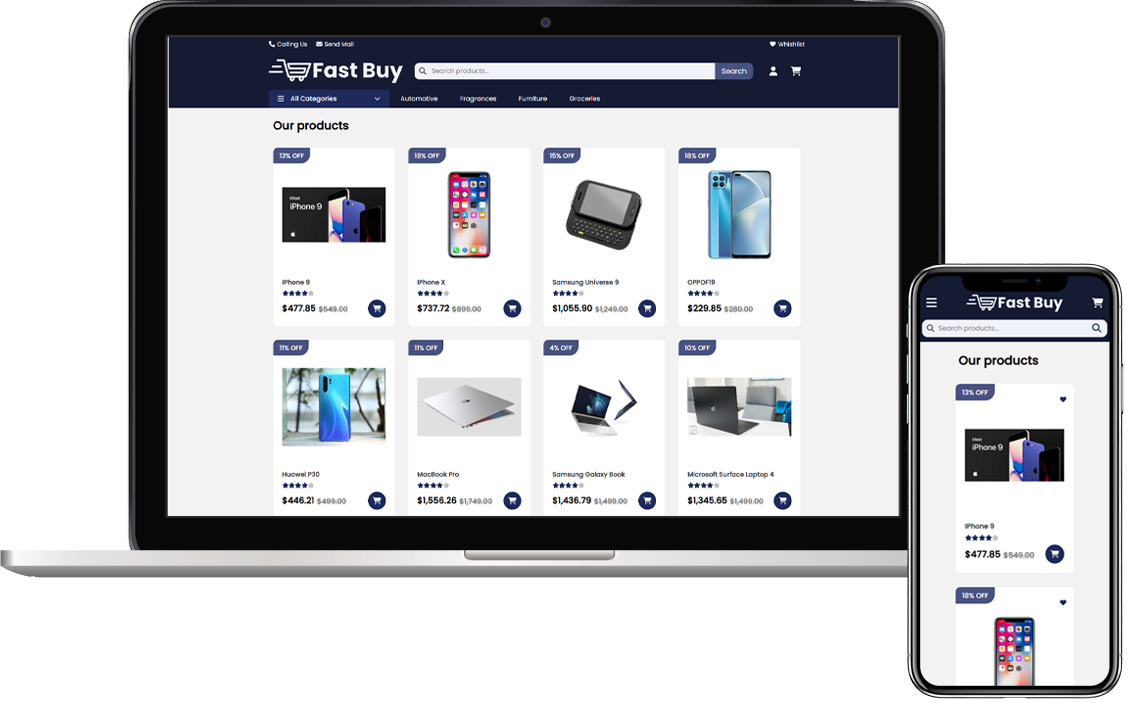 Calling Us Send Mail Whishlist
Fast Buy Search products... Search
All Categories Automotive Fragrances Furniture Groceries
Our products
13% OFF 18% OFF 15% OFF 18% OFF
Meet
iPhone 9
IPhone 9 IPhone X Samsung Universe 9 OPPOF19
$477.85 $549.00 $737.72 $899.00 $1,055.90 $1,249.00 $229.85 $280.00
11% OFF 11% OFF 4% OFF 10% OFF
Huawei P30 MacBook Pro Samsung Galaxy Book Microsoft Surface Laptop 4
$446.21 $499.00 $1,556.26 $1,749.00 $1,436.79 $1,499.00 $1,345.65 $1,499.00
Fast Buy
Search products...
Our products
13% OFF
Meet
iPhone 9
IPhone 9
$477.85 $549.00
18% OFF